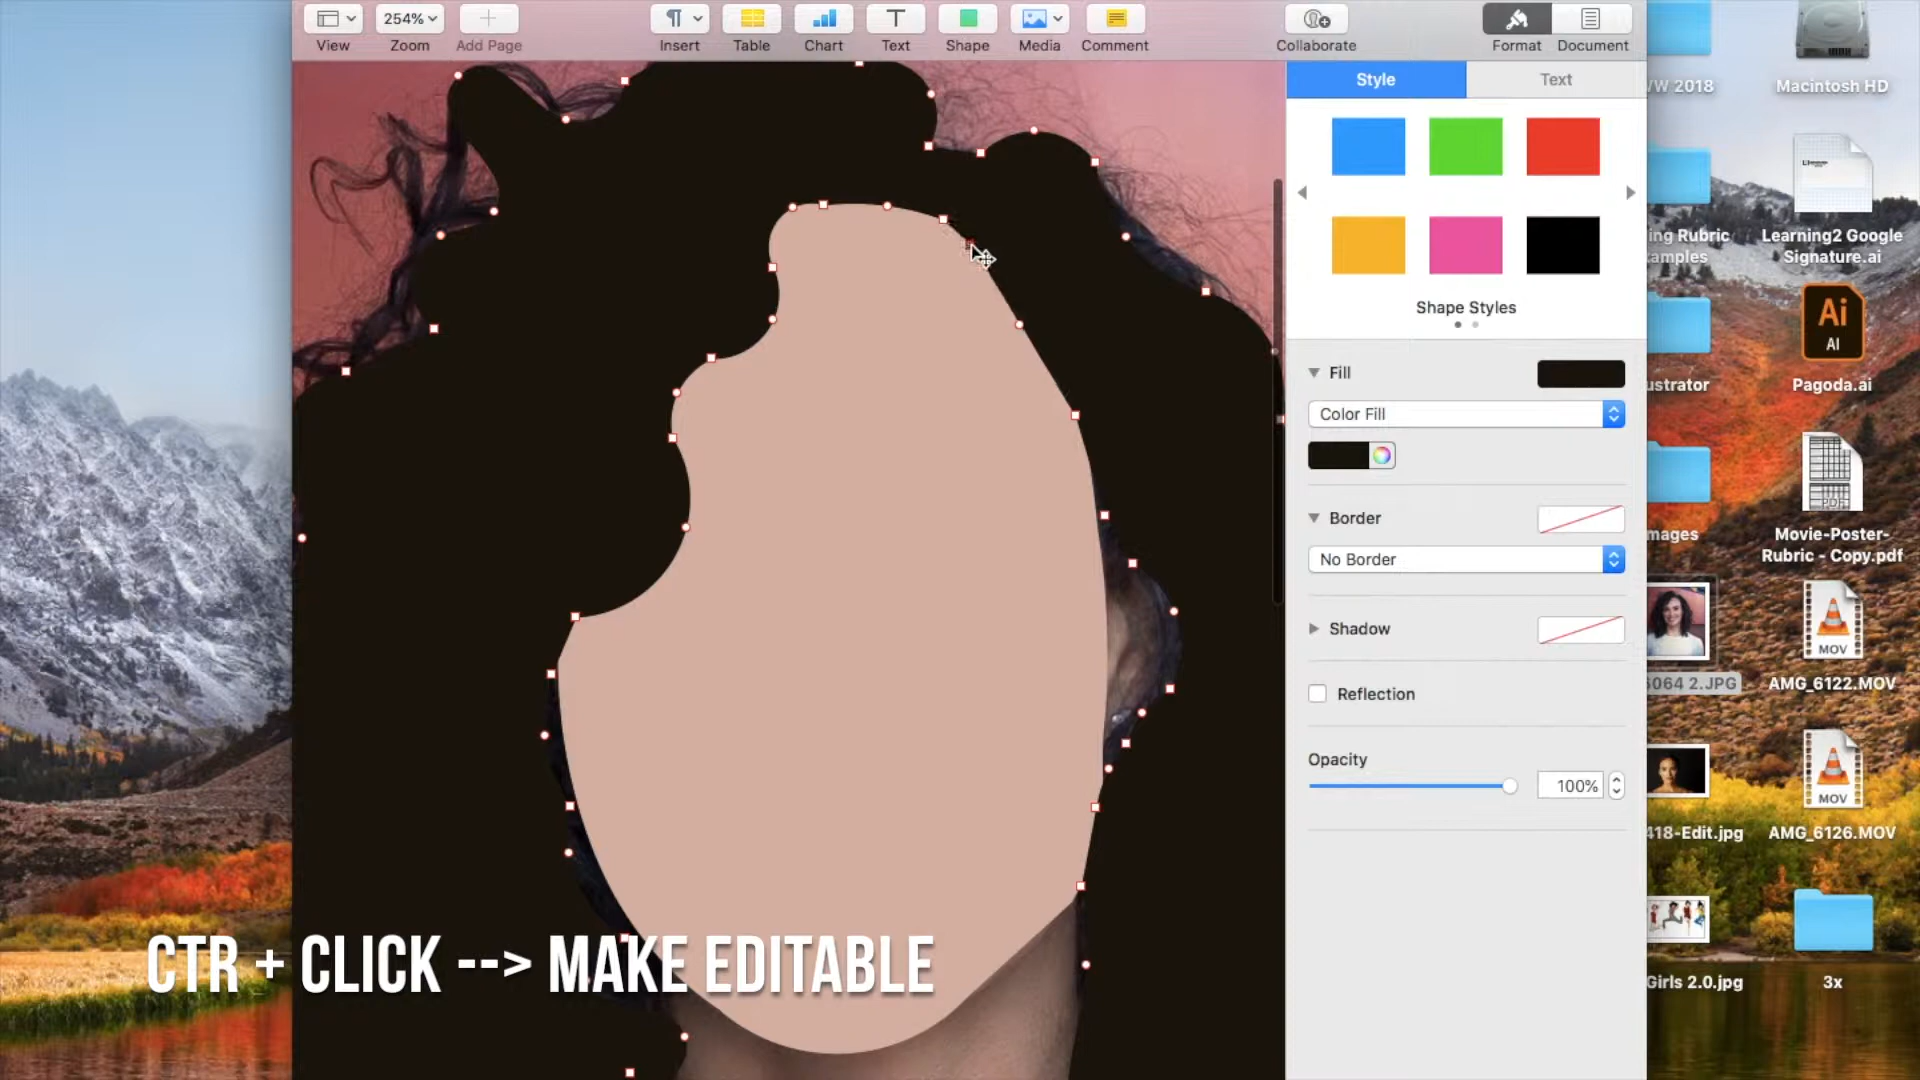 254%
View
Zoom
Add Page
Insert
Table
Chart
Text
Shape
Media
Comment
Collaborate
Format
Document
Style
Text
Shape Styles
Fill
Color Fill
Border
No Border
Shadow
Reflection
Opacity
100%
CTR + CLICK --> MAKE EDITABLE
VW 2018
Macintosh HD
ing Rubric
amples
Learning2 Google
Signature.ai
Ai
AI
ustrator
Pagoda.ai
PDF
mages
Movie-Poster-
Rubric - Copy.pdf
MOV
6064 2.JPG
AMG_6122.MOV
MOV
418-Edit.jpg
AMG_6126.MOV
Girls 2.0.jpg
3x